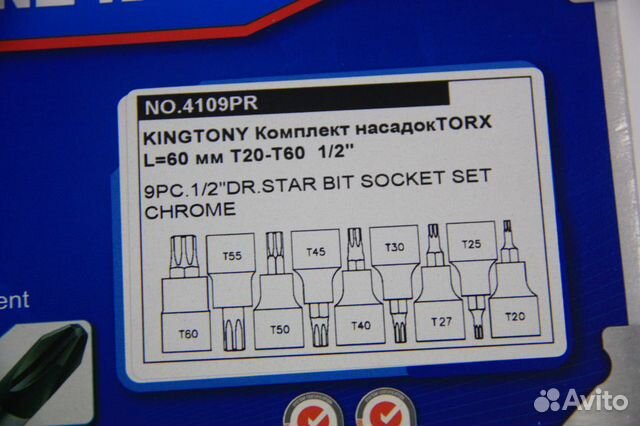 NO.4109PR
KINGTONY Комплект насадокTORX
L=60 мм T20-T60 1/2"
9PC.1/2"DR.STAR BIT SOCKET SET
CHROME
T55 T45 T30 T25
T60 T50 T40 T27 T20
Avito